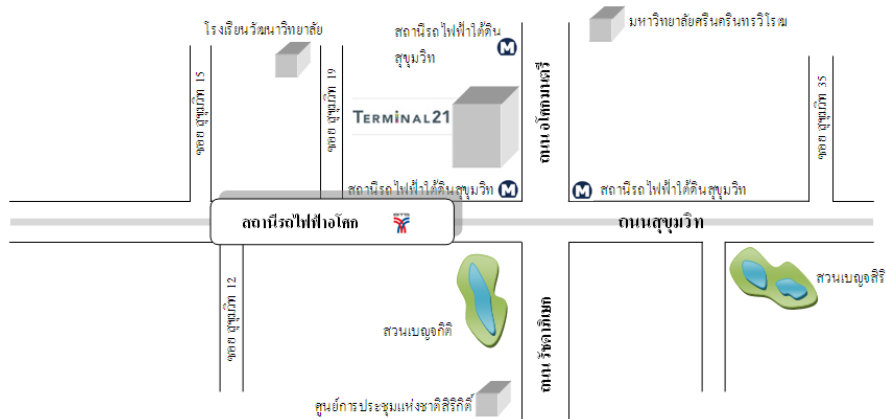 โรงเรียนวัฒนาวิทยาลัย
สถานีรถไฟฟ้าใต้ดิน
สุขุมวิท
M
มหาวิทยาลัยศรีนครินทรวิโรฒ
ซอย สุขุมวิท 15
ซอย สุขุมวิท 19
TERMINAL21
ถนน อโศกมนตรี
ซอย สุขุมวิท 35
สถานีรถไฟฟ้าใต้ดินสุขุมวิท M
M สถานีรถไฟฟ้าใต้ดินสุขุมวิท
สถานีรถไฟฟ้าอโศก
ถนนสุขุมวิท
ซอย สุขุมวิท 12
สวนเบญจกิติ
ถนน รัชดาภิเษก
สวนเบญจสิริ
ศูนย์การประชุมแห่งชาติสิริกิติ์